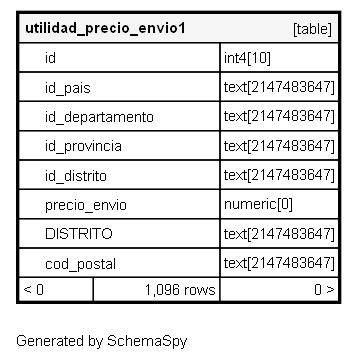 utilidad_precio_envio1 [table]
id int4[10]
id_pais text[2147483647]
id_departamento text[2147483647]
id_provincia text[2147483647]
id_distrito text[2147483647]
precio_envio numeric[0]
DISTRITO text[2147483647]
cod_postal text[2147483647]
< 0 1,096 rows 0 >
Generated by SchemaSpy